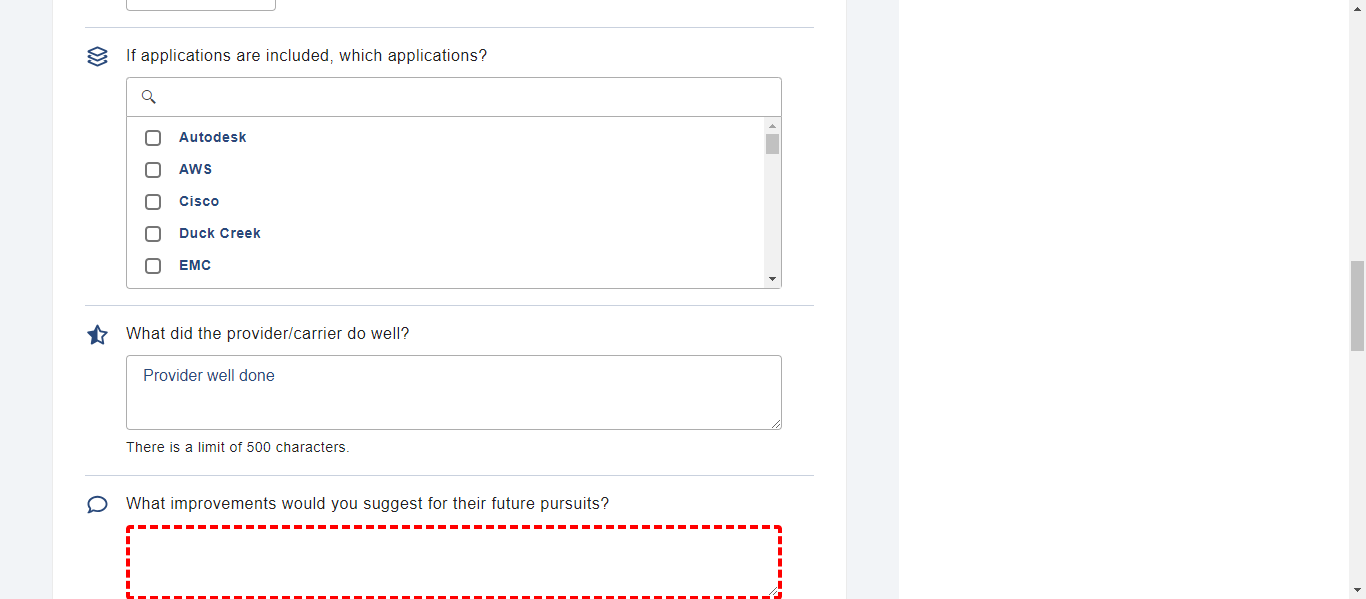 If applications are included, which applications?
Autodesk
AWS
Cisco
Duck Creek
EMC
What did the provider/carrier do well?
Provider well done
There is a limit of 500 characters.
What improvements would you suggest for their future pursuits?